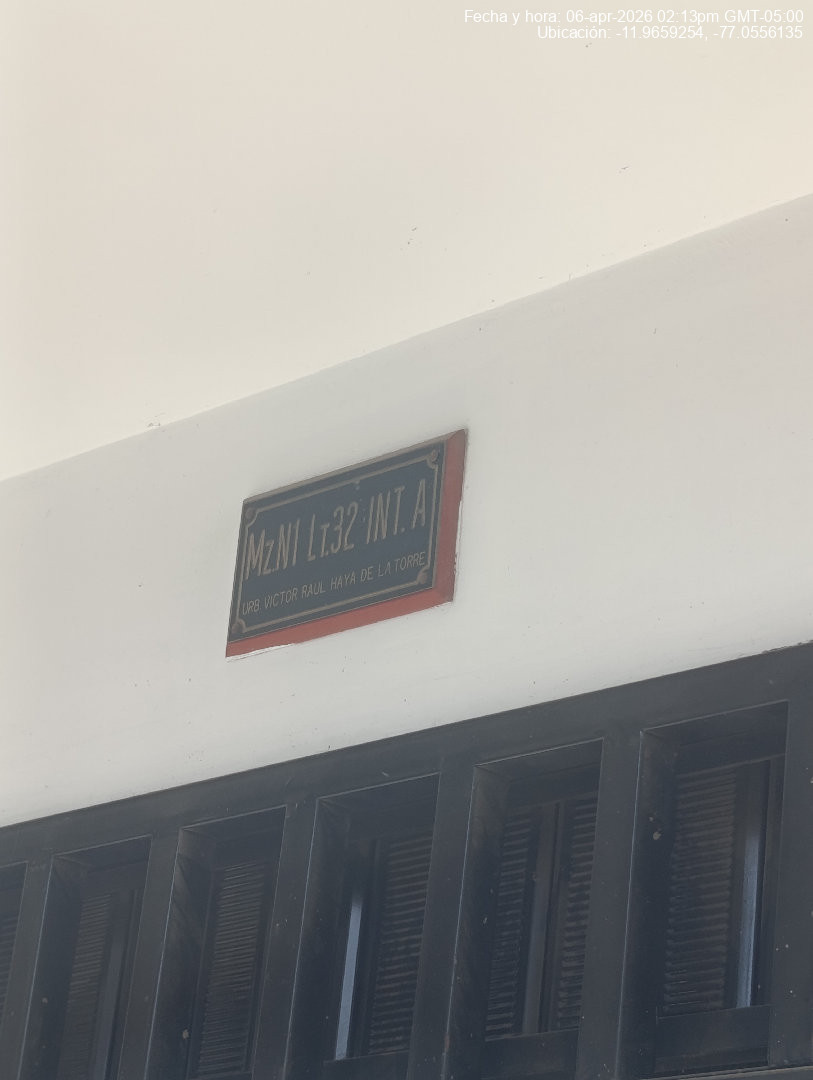 Fecha y hora: 06-apr-2026 02:13pm GMT-05:00
Ubicación: -11.9659254, -77.0556135
Mz.N1 Lt.32 INT. A
URB. VICTOR RAUL HAYA DE LA TORRE